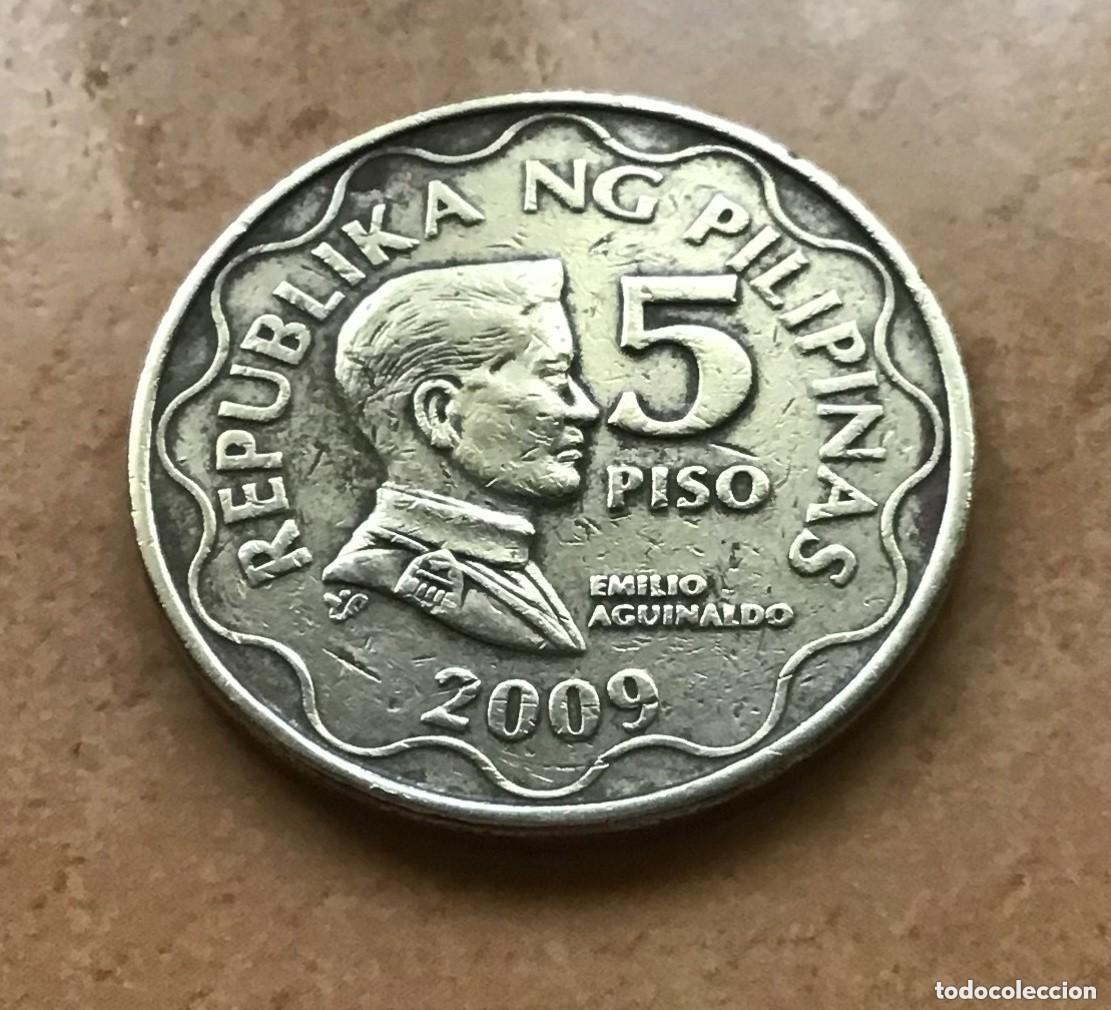 REPUBLIKA NG PILIPINAS
5
PISO
EMILIO
AGUINALDO
2009
todocoleccion